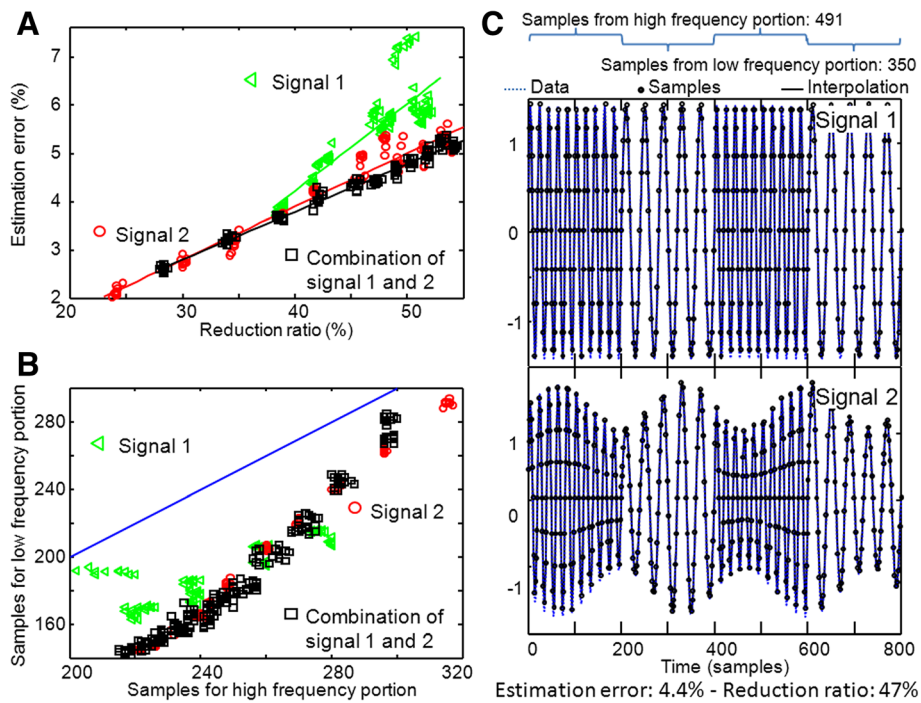 A
7
6
5
4
3
2
Estimation error (%)
Signal 1
Signal 2
Combination of
signal 1 and 2
20 30 40 50
Reduction ratio (%)
B
280
240
200
160
Samples for low frequency portion
Signal 1
Signal 2
Combination of
signal 1 and 2
200 240 260 280 320
Samples for high frequency portion
C
Samples from high frequency portion: 491
Samples from low frequency portion: 350
Data Samples Interpolation
Signal 1
1
0
-1
Signal 2
1
0
-1
0 200 400 600 800
Time (samples)
Estimation error: 4.4% - Reduction ratio: 47%